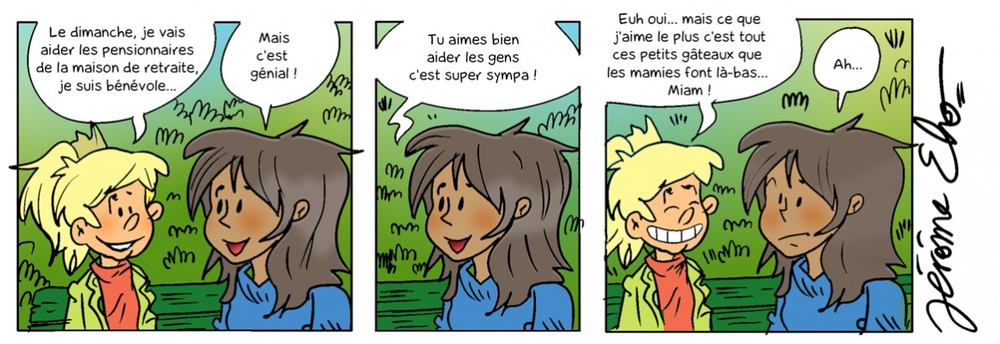 Le dimanche, je vais
aider les pensionnaires
de la maison de retraite,
je suis bénévole...
Mais
c'est
génial !
Tu aimes bien
aider les gens
c'est super sympa !
Euh oui... mais ce que
j'aime le plus c'est tout
ces petits gâteaux que
les mamies font là-bas...
Miam !
Ah...
Jérôme Eho